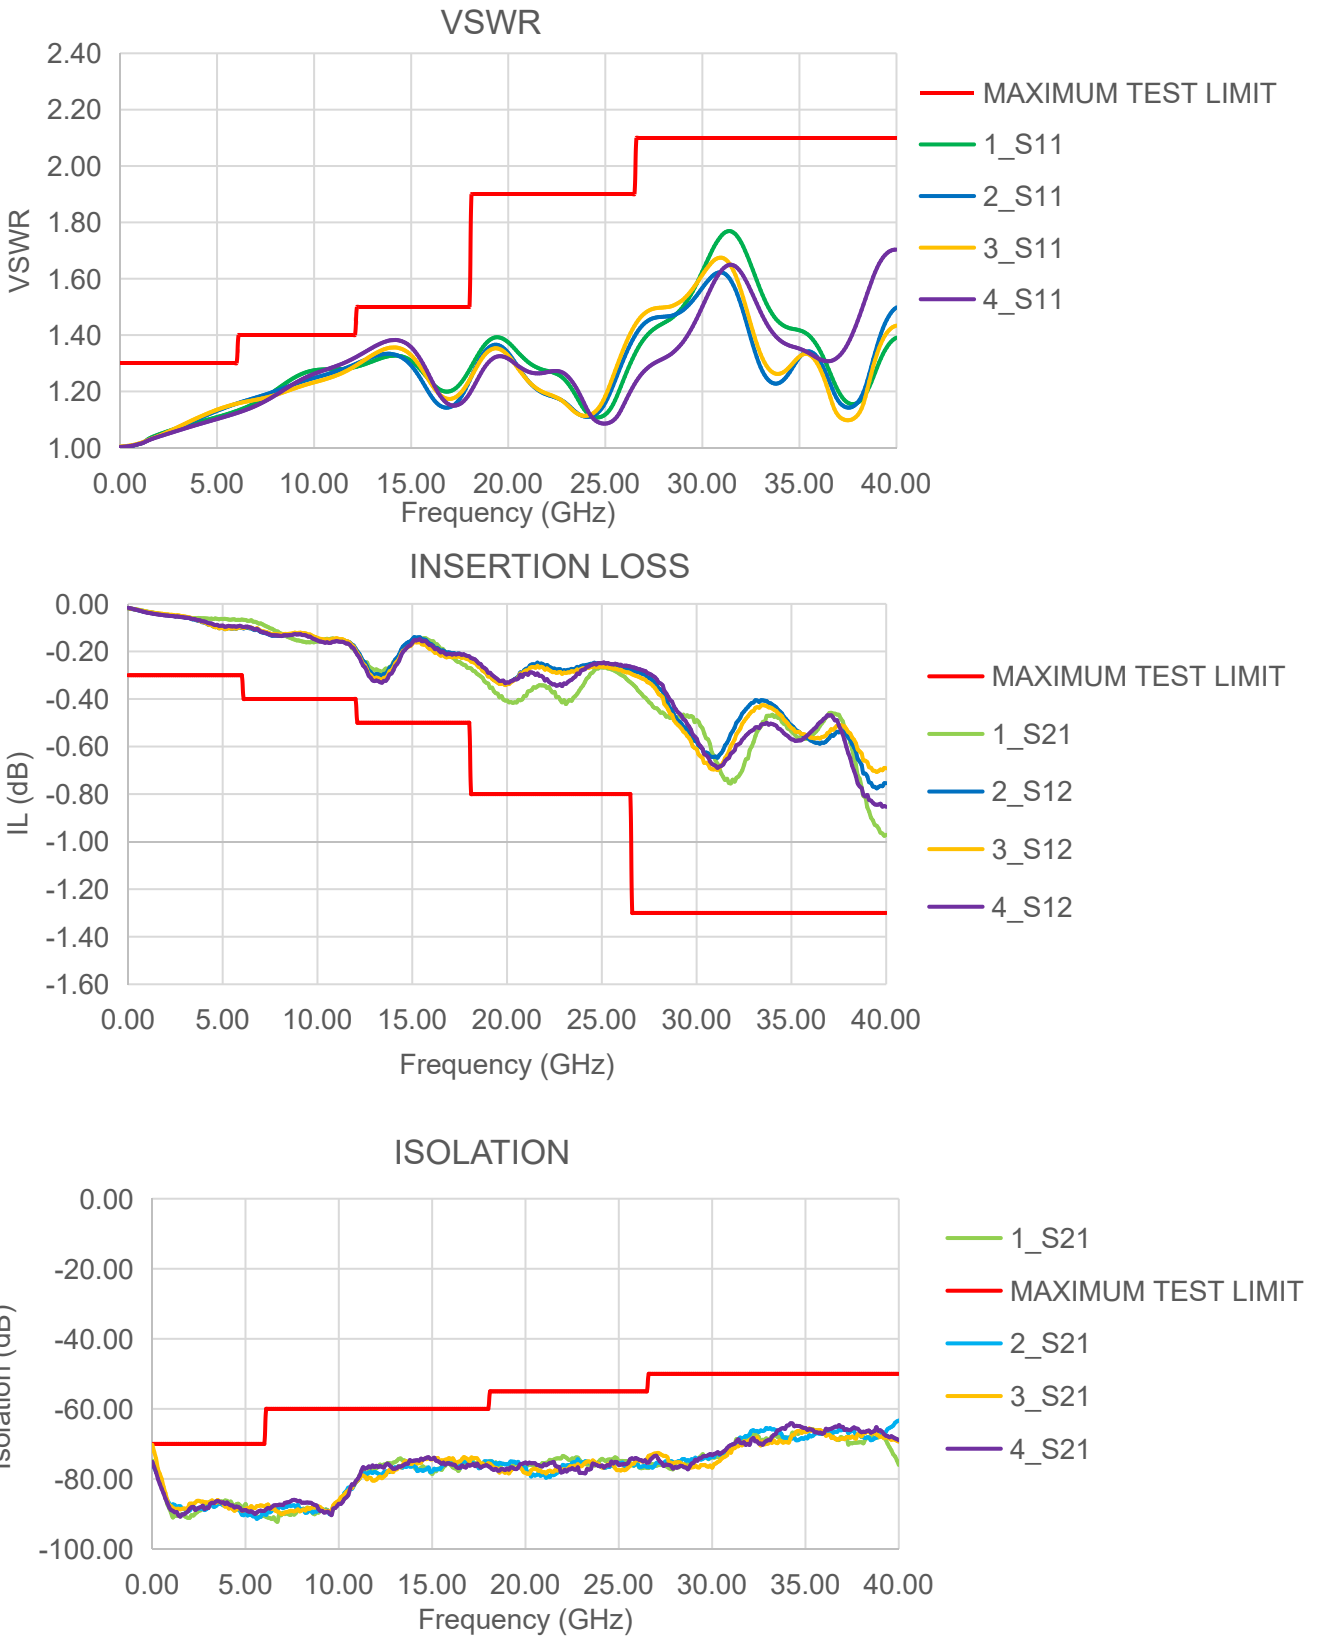 VSWR
2.40
2.20
2.00
1.80
1.60
1.40
1.20
1.00
VSWR
0.00 5.00 10.00 15.00 20.00 25.00 30.00 35.00 40.00
Frequency (GHz)
MAXIMUM TEST LIMIT
1_S11
2_S11
3_S11
4_S11
INSERTION LOSS
0.00
-0.20
-0.40
-0.60
-0.80
-1.00
-1.20
-1.40
-1.60
IL (dB)
0.00 5.00 10.00 15.00 20.00 25.00 30.00 35.00 40.00
Frequency (GHz)
MAXIMUM TEST LIMIT
1_S21
2_S12
3_S12
4_S12
ISOLATION
0.00
-20.00
-40.00
-60.00
-80.00
-100.00
Isolation (dB)
0.00 5.00 10.00 15.00 20.00 25.00 30.00 35.00 40.00
Frequency (GHz)
1_S21
MAXIMUM TEST LIMIT
2_S21
3_S21
4_S21